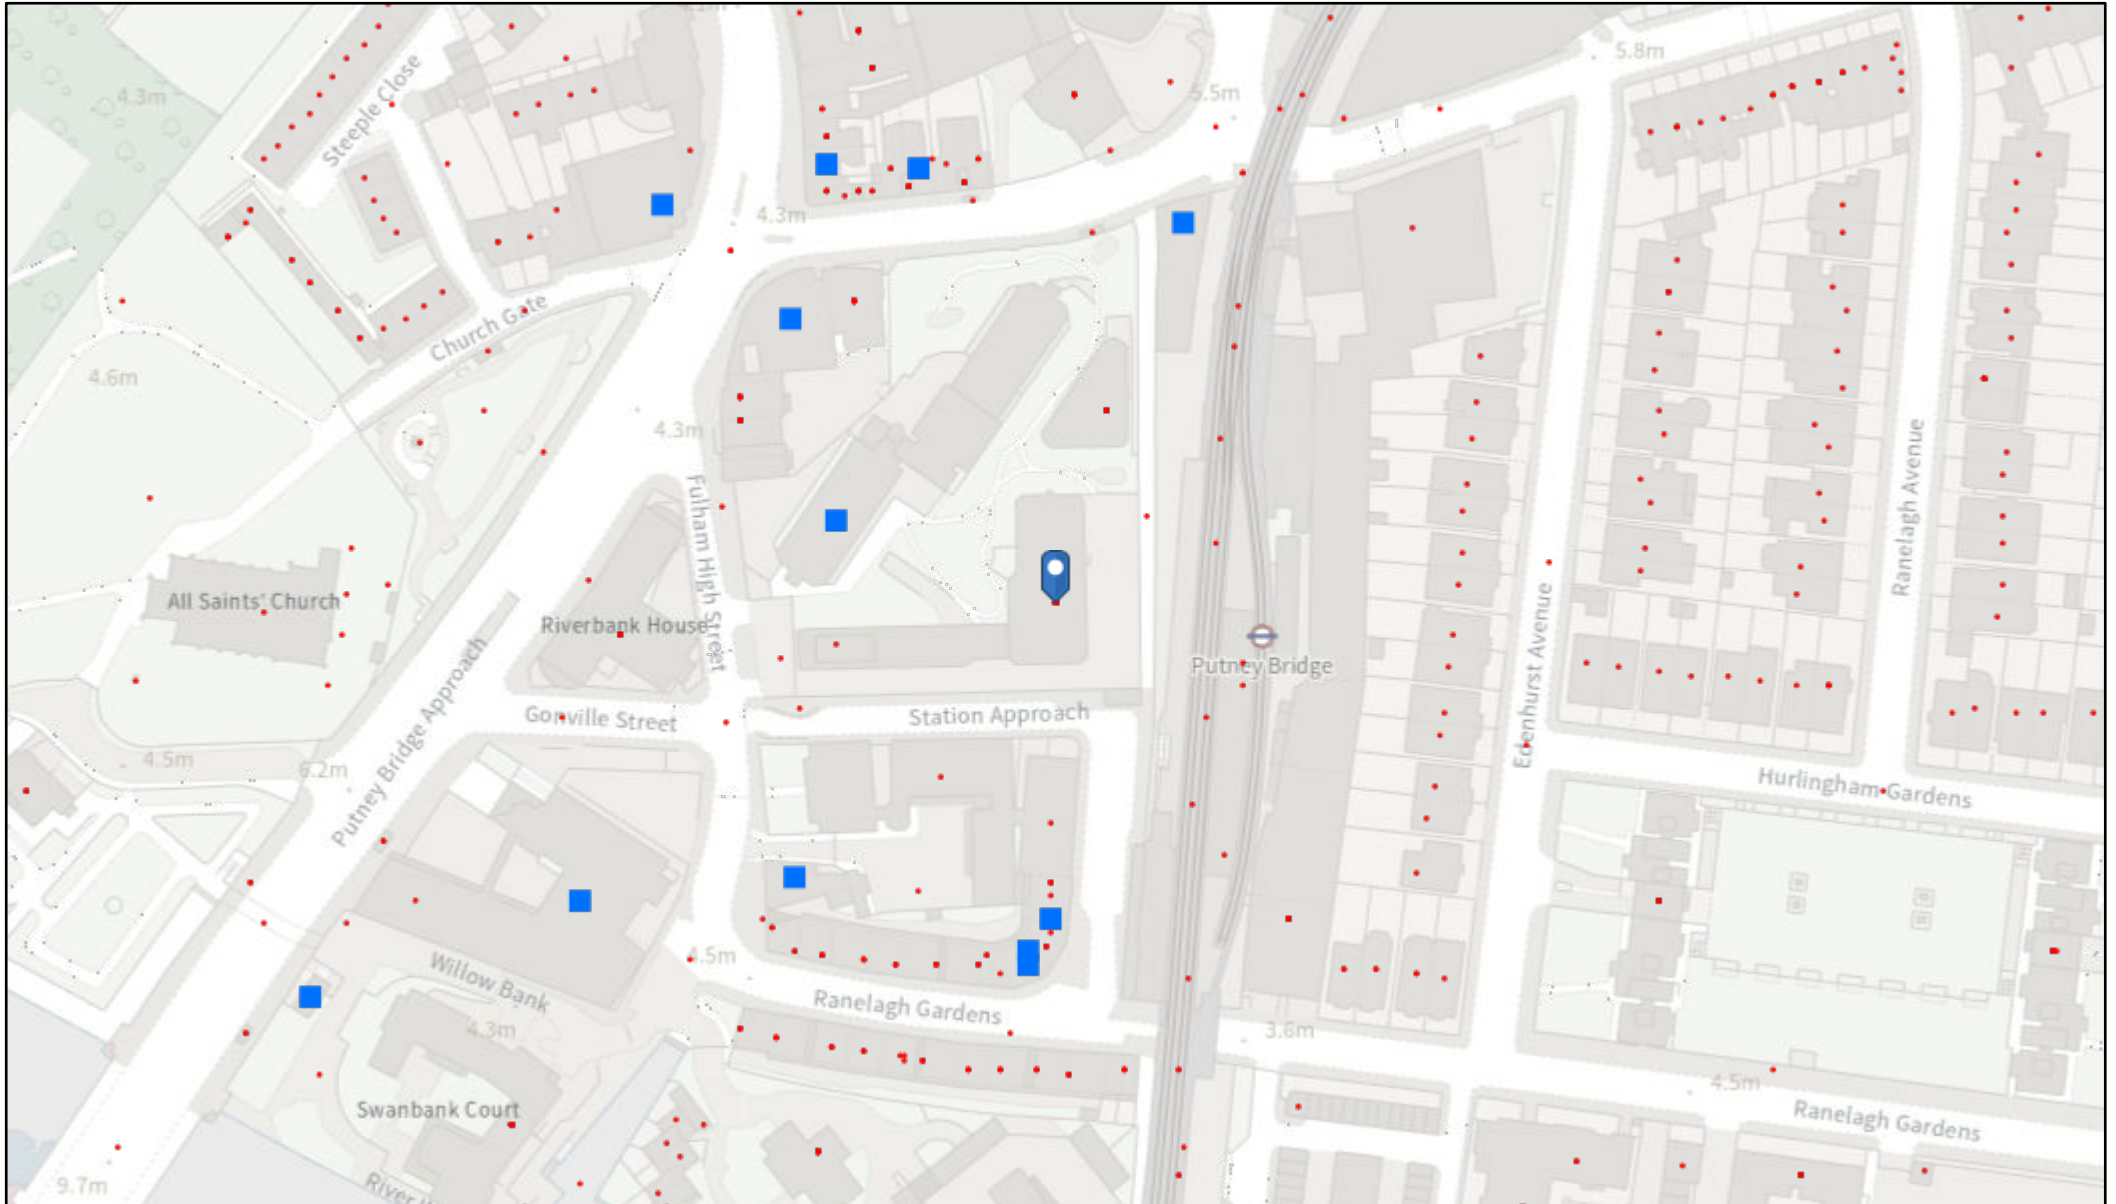 5.8m
4.3m
Steeple Close
5.5m
4.3m
Church Gate
4.6m
4.3m
Fulham High Street
Ranelagh Avenue
All Saints' Church
Riverbank House
Edenhurst Avenue
Putney Bridge
Putney Bridge Approach
Gonville Street
Station Approach
4.5m
6.2m
Hurlingham Gardens
4.5m
Willow Bank
Ranelagh Gardens
4.3m
3.6m
4.5m
Swanbank Court
Ranelagh Gardens
9.7m
River